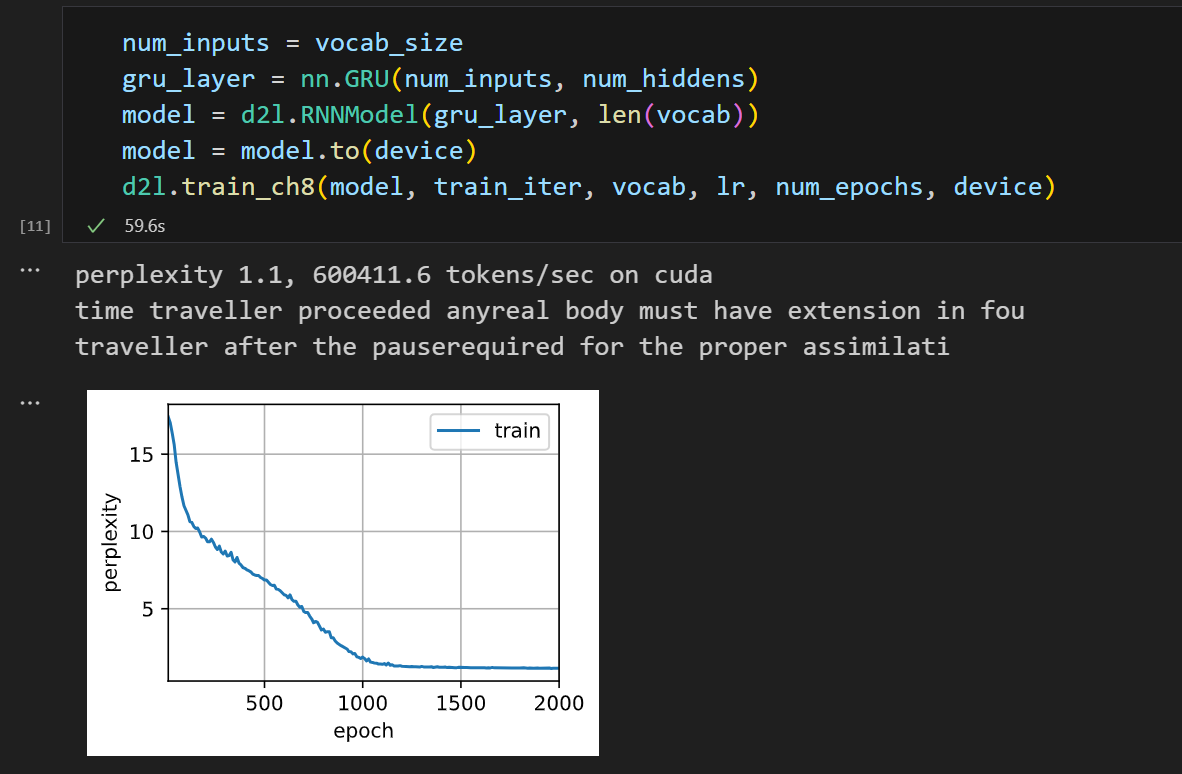 num_inputs = vocab_size
gru_layer = nn.GRU(num_inputs, num_hiddens)
model = d2l.RNNModel(gru_layer, len(vocab))
model = model.to(device)
d2l.train_ch8(model, train_iter, vocab, lr, num_epochs, device)
[11] ✓ 59.6s
... perplexity 1.1, 600411.6 tokens/sec on cuda
time traveller proceeded anyreal body must have extension in fou
traveller after the pauserequired for the proper assimilati
...
train
15
10
5
perplexity
500 1000 1500 2000
epoch